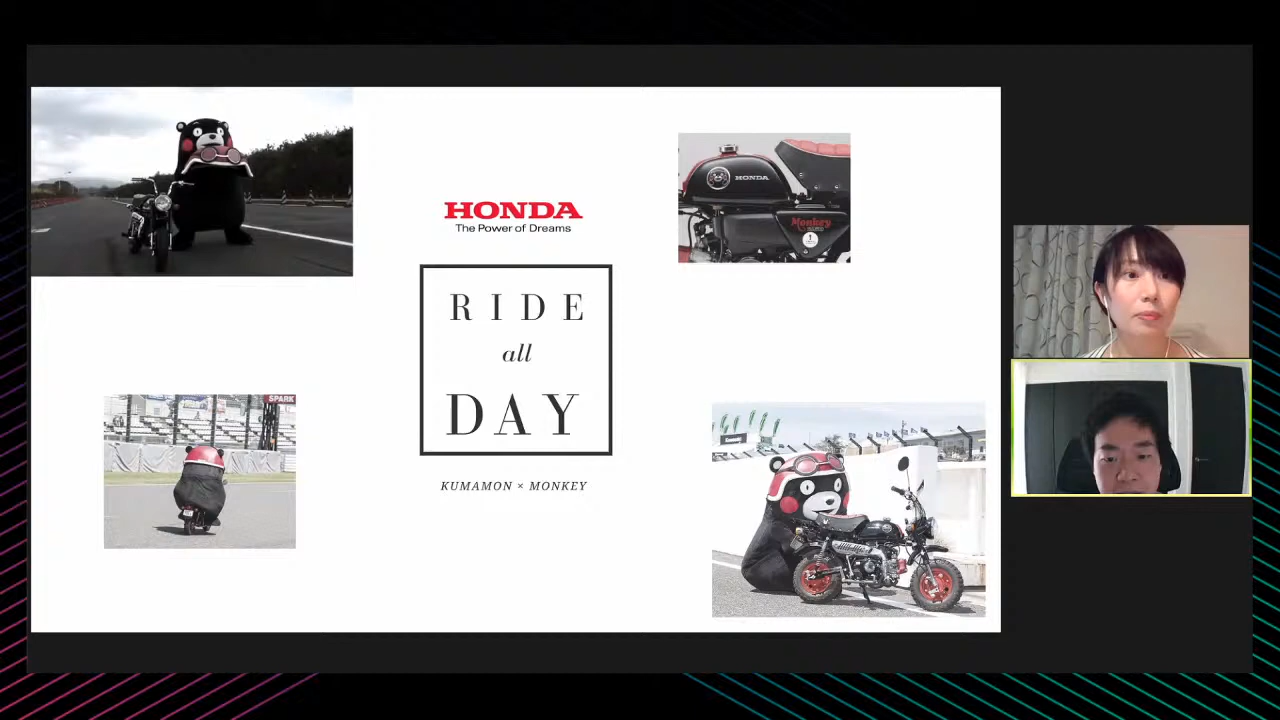 HONDA
The Power of Dreams
RIDE
all
DAY
KUMAMON × MONKEY
HONDA
Monkey
SPARK